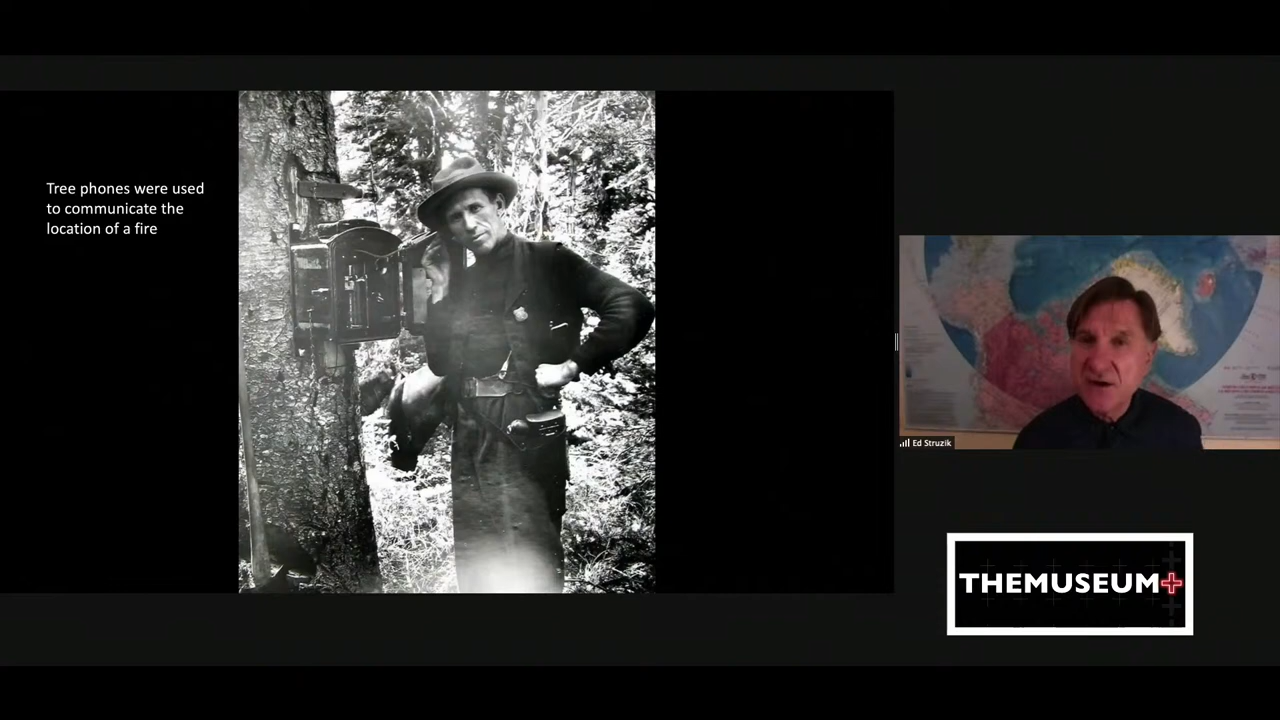 Tree phones were used
to communicate the
location of a fire
Ed Struzik
THEMUSEUM+